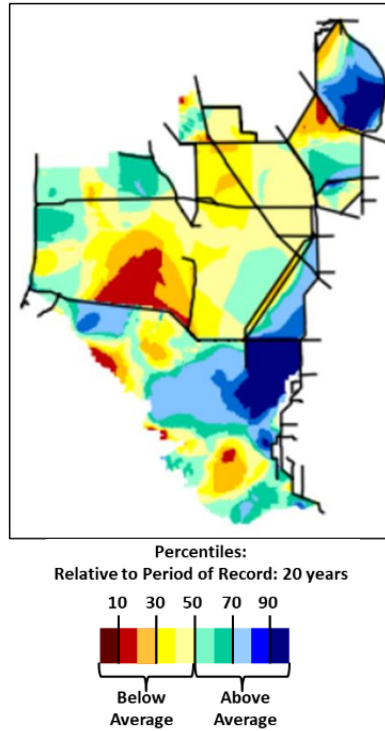 Percentiles:
Relative to Period of Record: 20 years
10 30 50 70 90
Below Above
Average Average